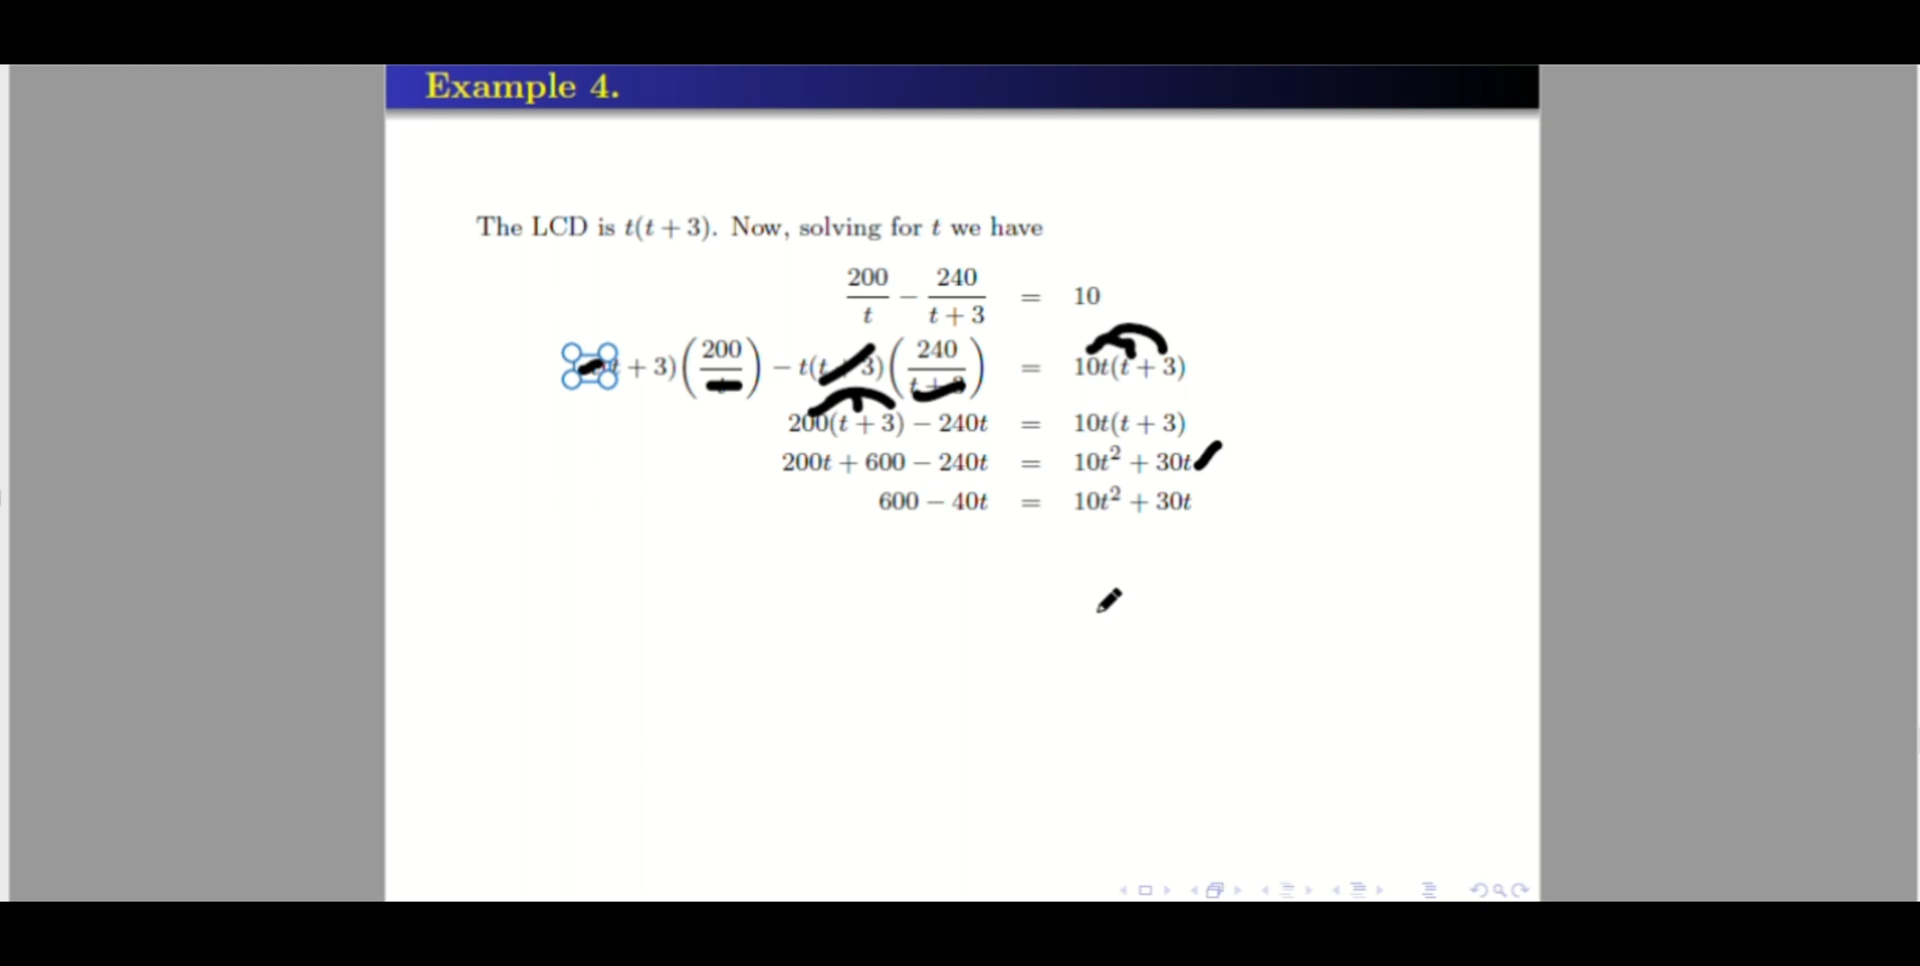 Example 4.
The LCD is t(t + 3). Now, solving for t we have
200/t − 240/(t + 3) = 10
t + 3)(200/t) − t(t + 3)(240/(t + 3)) = 10t(t + 3)
200(t + 3) − 240t = 10t(t + 3)
200t + 600 − 240t = 10t² + 30t
600 − 40t = 10t² + 30t